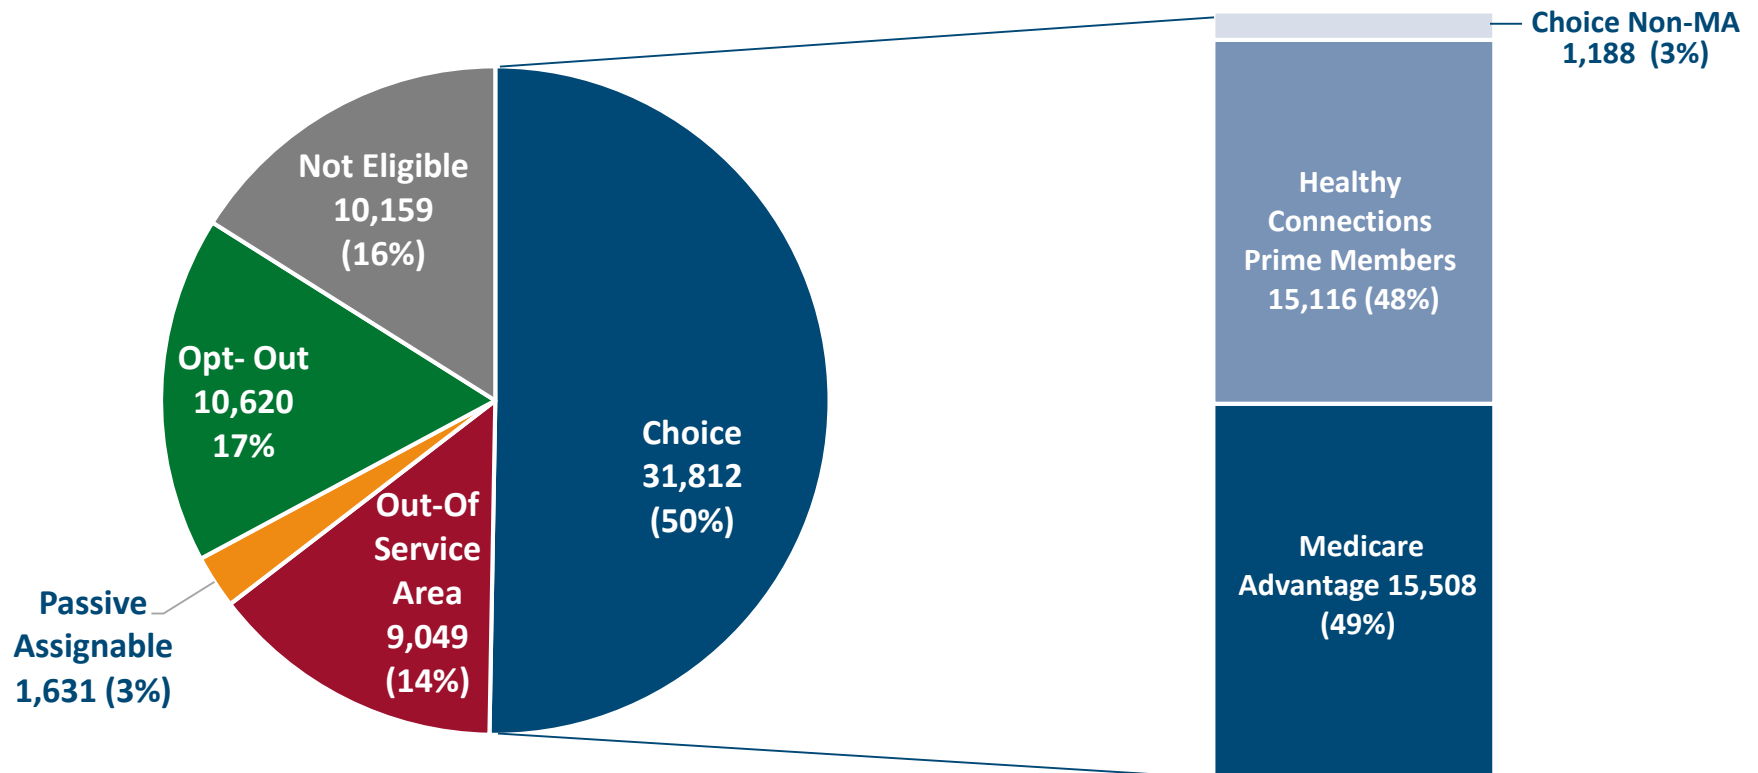 Not Eligible
10,159
(16%)
Opt- Out
10,620
17%
Passive
Assignable
1,631 (3%)
Out-Of
Service
Area
9,049
(14%)
Choice
31,812
(50%)
Choice Non-MA
1,188  (3%)
Healthy
Connections
Prime Members
15,116 (48%)
Medicare
Advantage 15,508
(49%)